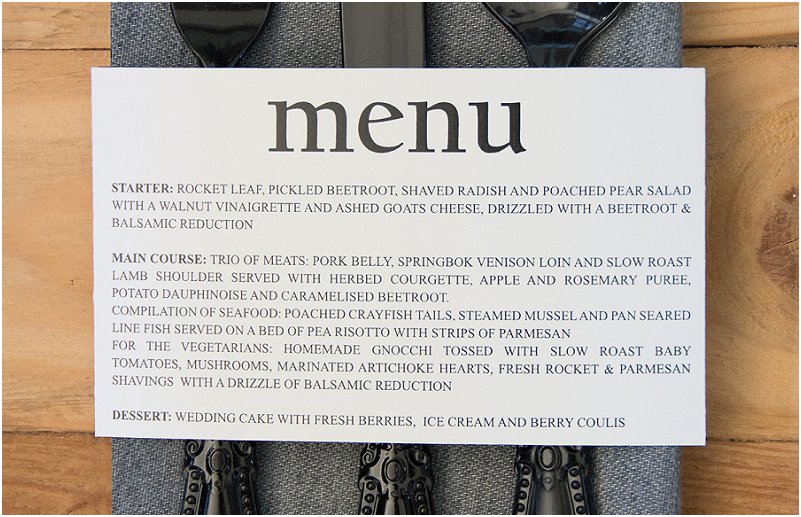 menu
STARTER: ROCKET LEAF, PICKLED BEETROOT, SHAVED RADISH AND POACHED PEAR SALAD
WITH A WALNUT VINAIGRETTE AND ASHED GOATS CHEESE, DRIZZLED WITH A BEETROOT &
BALSAMIC REDUCTION
MAIN COURSE: TRIO OF MEATS: PORK BELLY, SPRINGBOK VENISON LOIN AND SLOW ROAST
LAMB SHOULDER SERVED WITH HERBED COURGETTE, APPLE AND ROSEMARY PUREE,
POTATO DAUPHINOISE AND CARAMELISED BEETROOT.
COMPILATION OF SEAFOOD: POACHED CRAYFISH TAILS, STEAMED MUSSEL AND PAN SEARED
LINE FISH SERVED ON A BED OF PEA RISOTTO WITH STRIPS OF PARMESAN
FOR THE VEGETARIANS: HOMEMADE GNOCCHI TOSSED WITH SLOW ROAST BABY
TOMATOES, MUSHROOMS, MARINATED ARTICHOKE HEARTS, FRESH ROCKET & PARMESAN
SHAVINGS WITH A DRIZZLE OF BALSAMIC REDUCTION
DESSERT: WEDDING CAKE WITH FRESH BERRIES, ICE CREAM AND BERRY COULIS